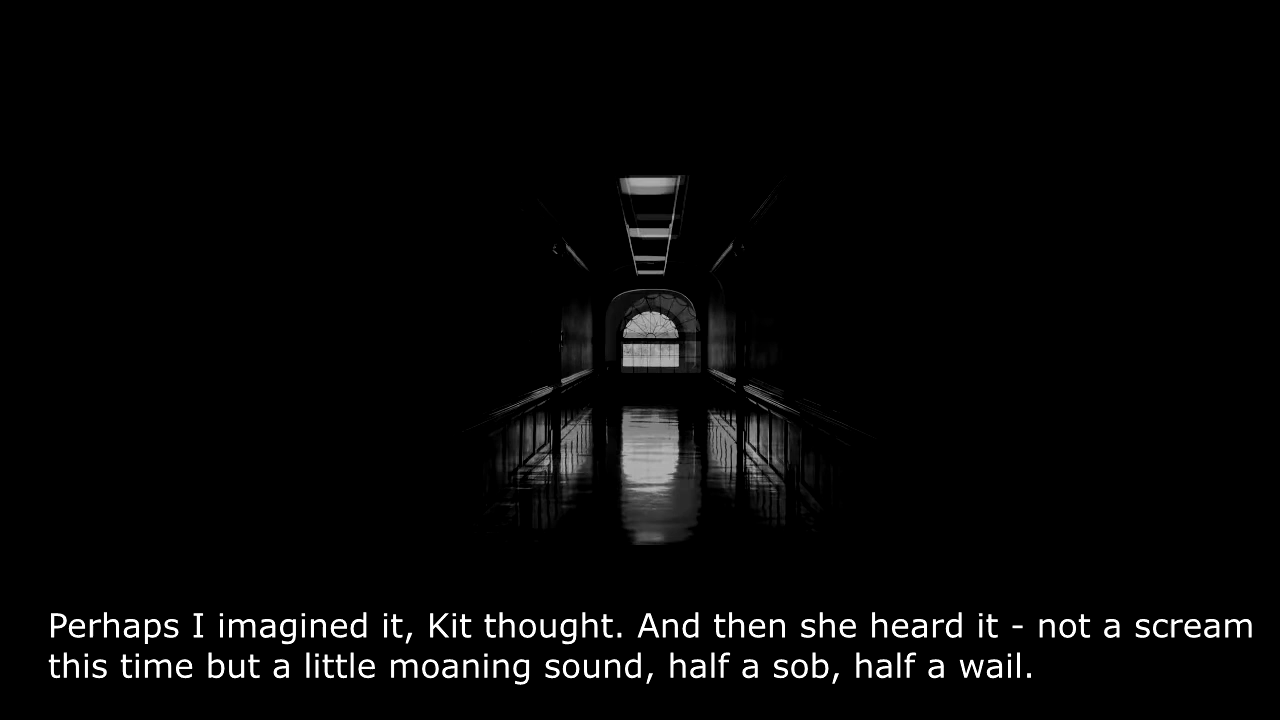 Perhaps I imagined it, Kit thought. And then she heard it - not a scream
this time but a little moaning sound, half a sob, half a wail.